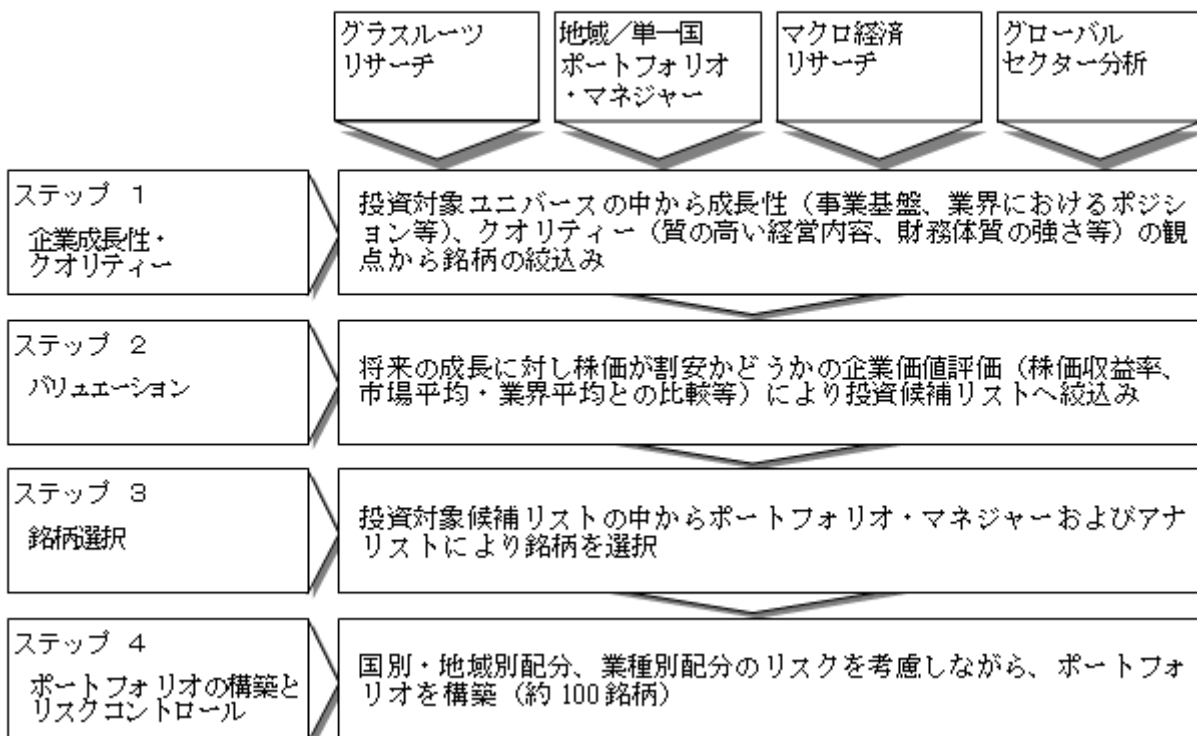 グラスルーツ
リサーチ
地域／単一国
ポートフォリオ
・マネジャー
マクロ経済
リサーチ
グローバル
セクター分析
ステップ 1
企業成長性・
クオリティー
投資対象ユニバースの中から成長性（事業基盤、業界におけるポジシ
ョン等）、クオリティー（質の高い経営内容、財務体質の強さ等）の観
点から銘柄の絞込み
ステップ 2
バリュエーション
将来の成長に対し株価が割安かどうかの企業価値評価（株価収益率、
市場平均・業界平均との比較等）により投資候補リストへ絞込み
ステップ 3
銘柄選択
投資対象候補リストの中からポートフォリオ・マネジャーおよびアナ
リストにより銘柄を選択
ステップ 4
ポートフォリオの構築と
リスクコントロール
国別・地域別配分、業種別配分のリスクを考慮しながら、ポートフォ
リオを構築（約 100 銘柄）